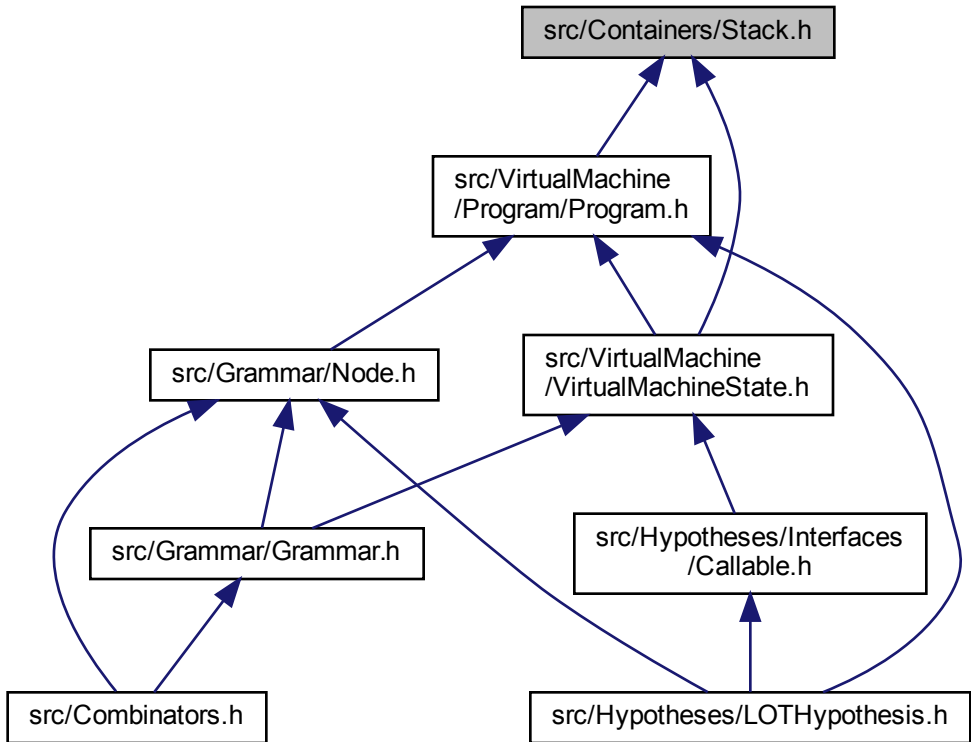 src/Containers/Stack.h
src/VirtualMachine
/Program/Program.h
src/Grammar/Node.h
src/VirtualMachine
/VirtualMachineState.h
src/Grammar/Grammar.h
src/Hypotheses/Interfaces
/Callable.h
src/Combinators.h
src/Hypotheses/LOTHypothesis.h